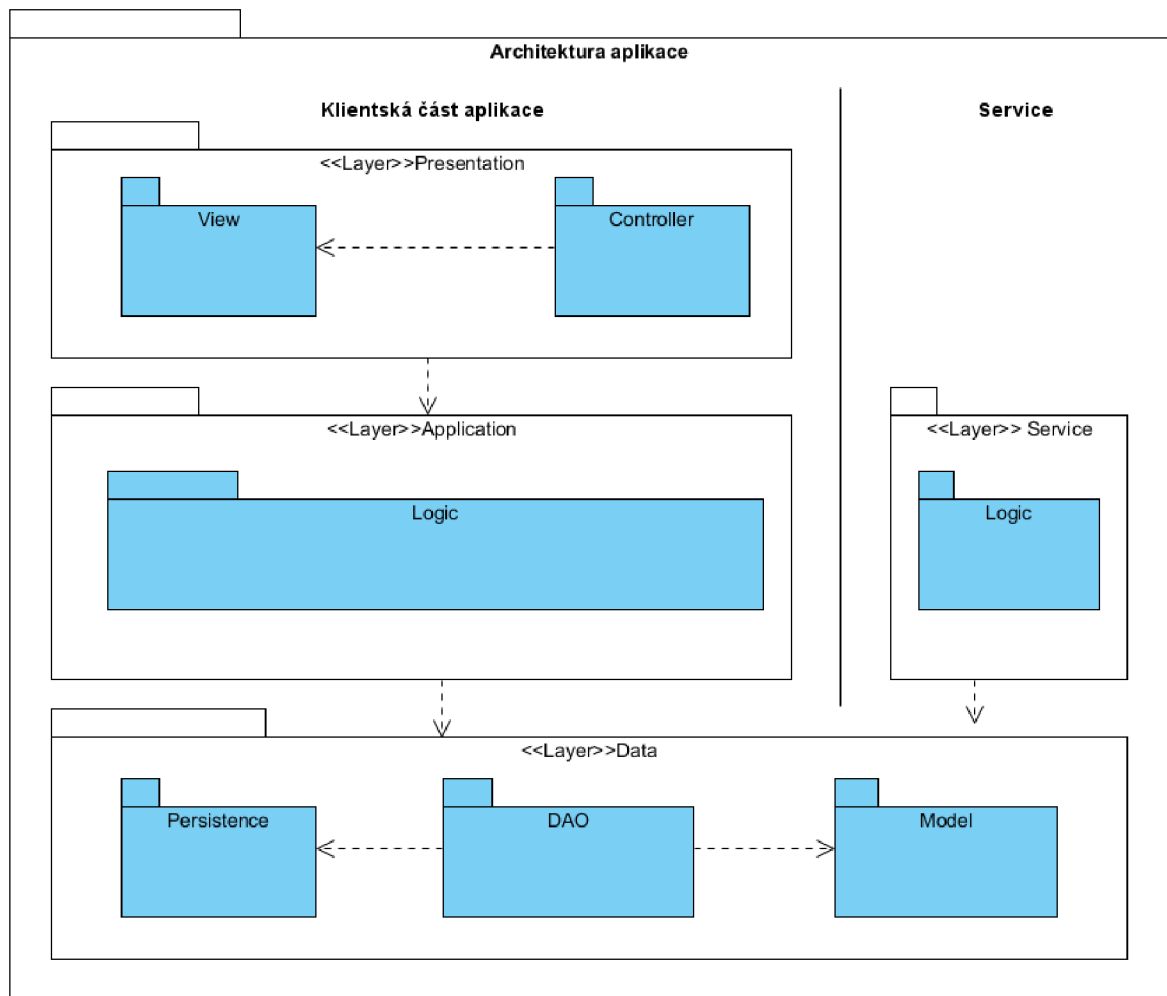 Architektura aplikace
Klientská část aplikace
Service
<<Layer>>Presentation
View
Controller
<<Layer>>Application
Logic
<<Layer>> Service
Logic
<<Layer>>Data
Persistence
DAO
Model